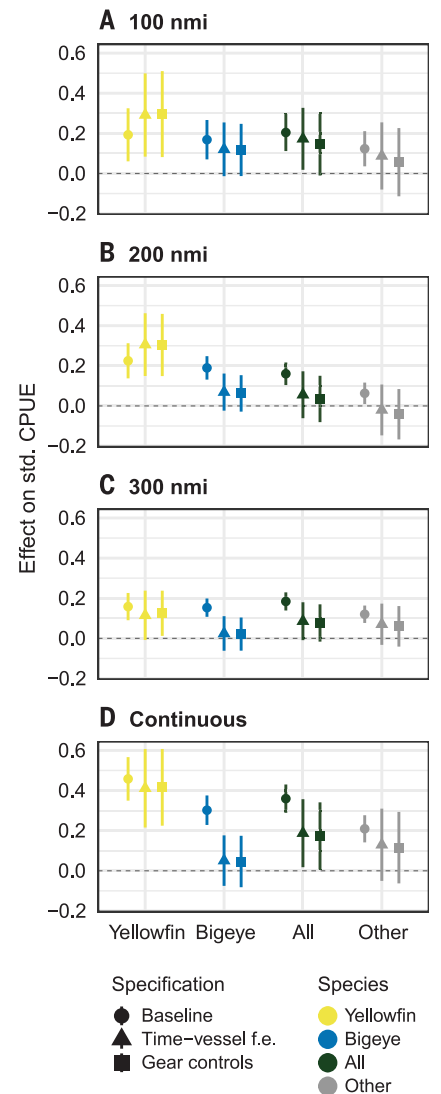 A 100 nmi
0.6
0.4
0.2
0.0
−0.2
B 200 nmi
0.6
0.4
0.2
0.0
−0.2
Effect on std. CPUE
C 300 nmi
0.6
0.4
0.2
0.0
−0.2
D Continuous
0.6
0.4
0.2
0.0
−0.2
Yellowfin Bigeye All Other
Specification
Baseline
Time-vessel f.e.
Gear controls
Species
Yellowfin
Bigeye
All
Other